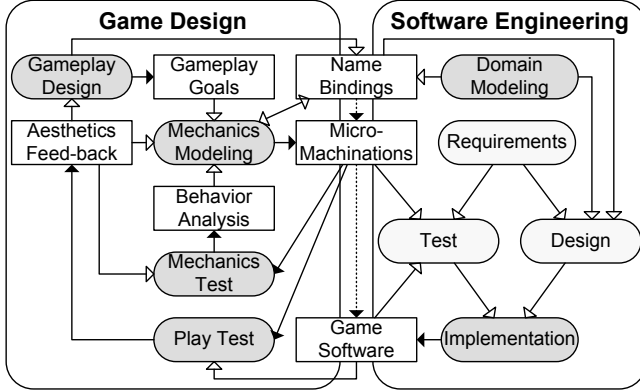 Game Design
Software Engineering
Gameplay
Design
Gameplay
Goals
Name
Bindings
Domain
Modeling
Aesthetics
Feed-back
Mechanics
Modeling
Micro-
Machinations
Requirements
Behavior
Analysis
Test
Design
Mechanics
Test
Play Test
Game
Software
Implementation